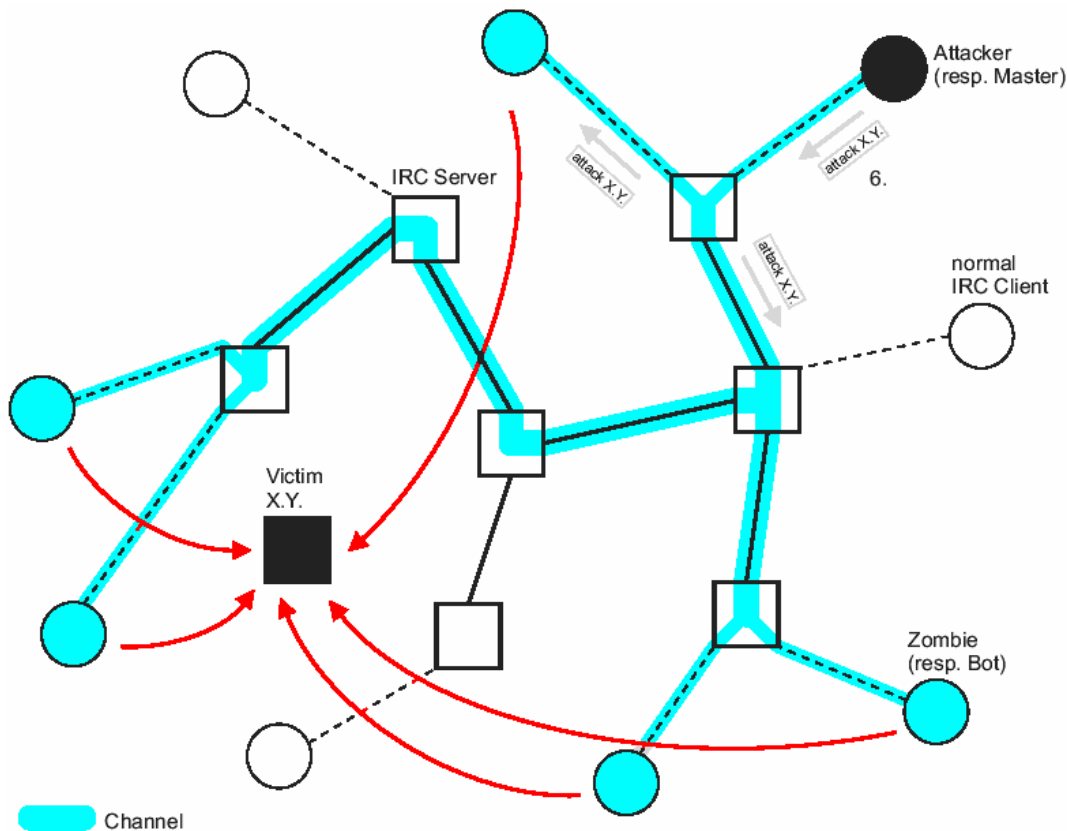 Attacker
(resp. Master)
attack X.Y.
attack X.Y.
6.
IRC Server
attack X.Y.
normal
IRC Client
Victim
X.Y.
Zombie
(resp. Bot)
Channel